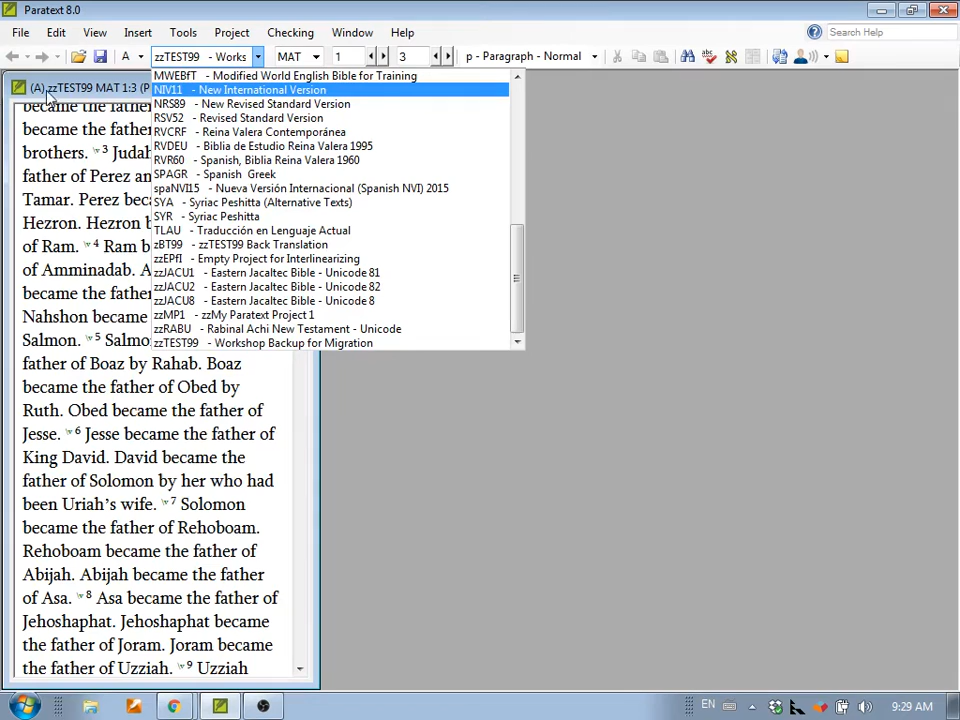 Paratext 8.0
File Edit View Insert Tools Project Checking Window Help Search Help
A zzTEST99 - Works MAT 1 3 p - Paragraph - Normal
(A) zzTEST99 MAT 1:3 (P
MWEBfT - Modified World English Bible for Training
NIV11 - New International Version
NRS89 - New Revised Standard Version
RSV52 - Revised Standard Version
RVCRF - Reina Valera Contemporánea
RVDEU - Biblia de Estudio Reina Valera 1995
RVR60 - Spanish, Biblia Reina Valera 1960
SPAGR - Spanish Greek
spaNVI15 - Nueva Versión Internacional (Spanish NVI) 2015
SYA - Syriac Peshitta (Alternative Texts)
SYR - Syriac Peshitta
TLAU - Traducción en Lenguaje Actual
zBT99 - zzTEST99 Back Translation
zzEPfI - Empty Project for Interlinearizing
zzJACU1 - Eastern Jacaltec Bible - Unicode 81
zzJACU2 - Eastern Jacaltec Bible - Unicode 82
zzJACU8 - Eastern Jacaltec Bible - Unicode 8
zzMP1 - zzMy Paratext Project 1
zzRABU - Rabinal Achi New Testament - Unicode
zzTEST99 - Workshop Backup for Migration
became the father
became the father
brothers. v 3 Judah
father of Perez an
Tamar. Perez beca
Hezron. Hezron b
of Ram. v 4 Ram b
of Amminadab. A
became the father
Nahshon became
Salmon. v 5 Salmo
father of Boaz by Rahab. Boaz
became the father of Obed by
Ruth. Obed became the father of
Jesse. v 6 Jesse became the father of
King David. David became the
father of Solomon by her who had
been Uriah’s wife. v 7 Solomon
became the father of Rehoboam.
Rehoboam became the father of
Abijah. Abijah became the father
of Asa. v 8 Asa became the father of
Jehoshaphat. Jehoshaphat became
the father of Joram. Joram became
the father of Uzziah. v 9 Uzziah
EN 9:29 AM